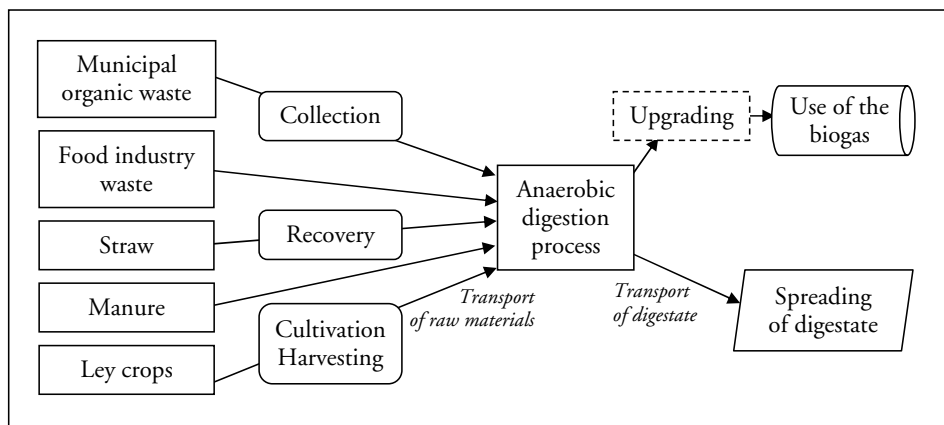 Municipal
organic waste
Collection
Food industry
waste
Straw
Recovery
Manure
Cultivation
Harvesting
Ley crops
Anaerobic
digestion
process
Transport
of raw materials
Upgrading
Use of the
biogas
Transport
of digestate
Spreading
of digestate